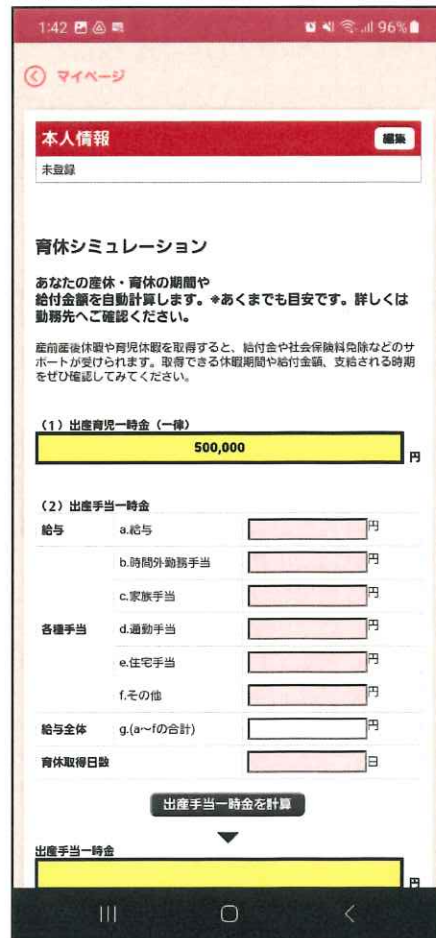 1:42 96%
マイページ
本人情報 編集
未登録
育休シミュレーション
あなたの産休・育休の期間や
給付金額を自動計算します。※あくまでも目安です。詳しくは
勤務先へご確認ください。
産前産後休暇や育児休暇を取得すると、給付金や社会保険料免除などのサ
ポートが受けられます。取得できる休暇期間や給付金額、支給される時期
をぜひ確認してみてください。
(1)出産育児一時金(一律)
500,000 円
(2)出産手当一時金
給与 a.給与 円
b.時間外勤務手当 円
c.家族手当 円
各種手当 d.通勤手当 円
e.住宅手当 円
f.その他 円
給与全体 g.(a～fの合計) 円
育休取得日数 日
出産手当一時金を計算
出産手当一時金
円